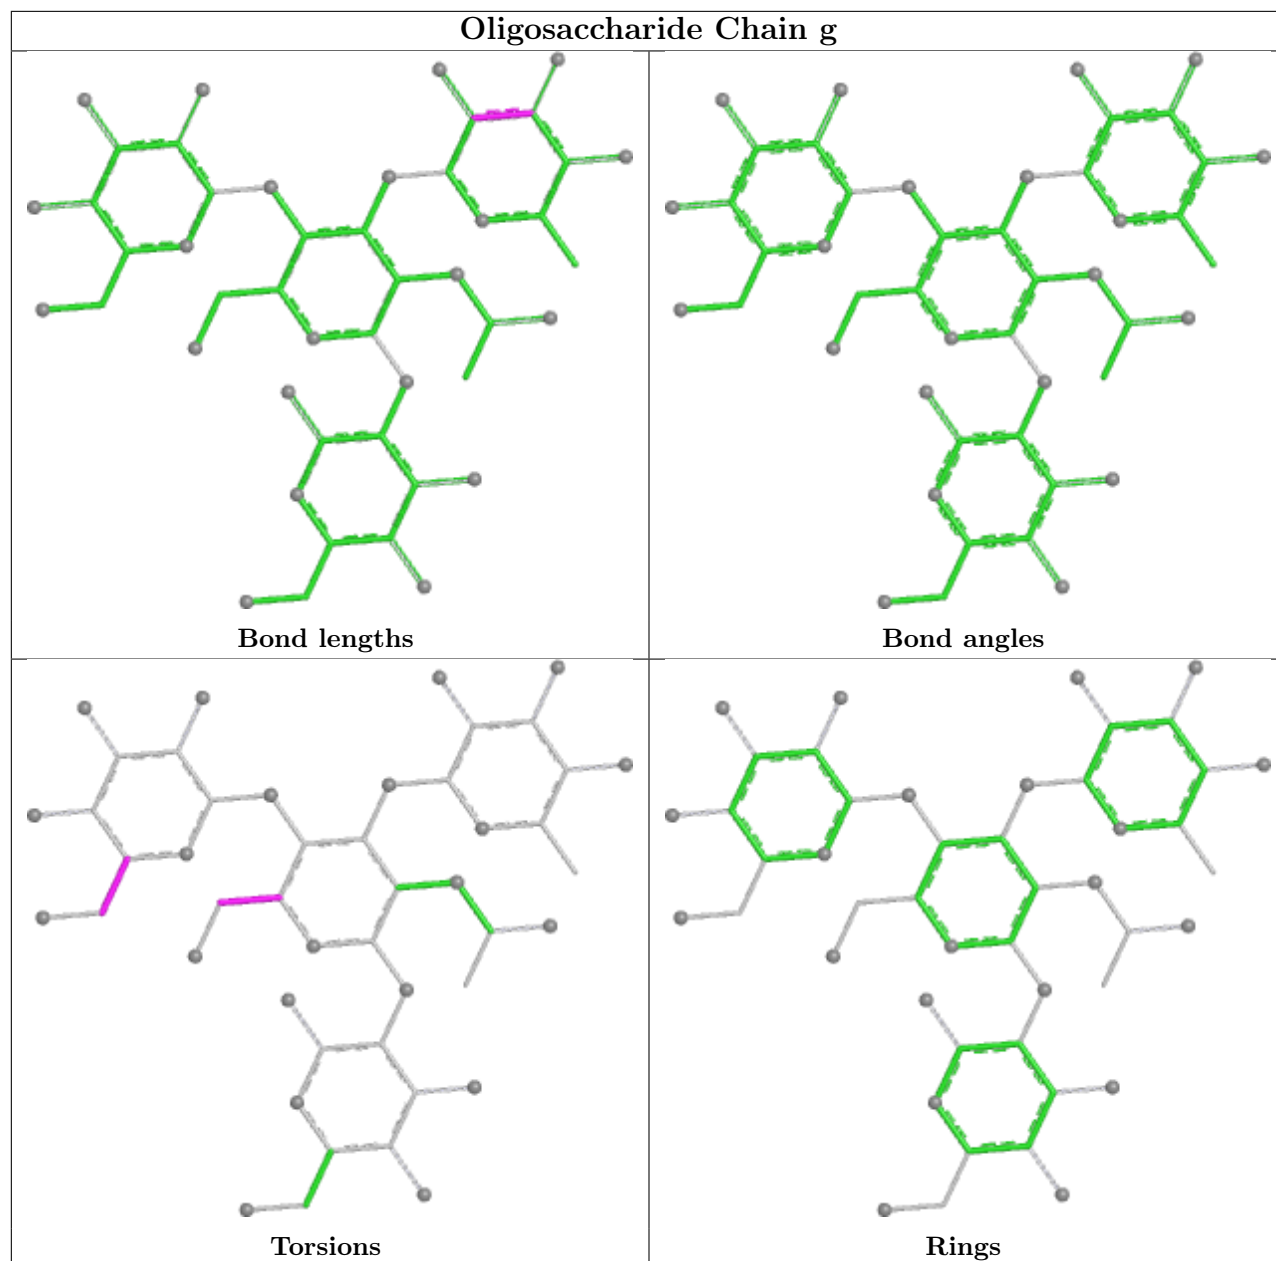 Oligosaccharide Chain g
Bond lengths
Bond angles
Torsions
Rings